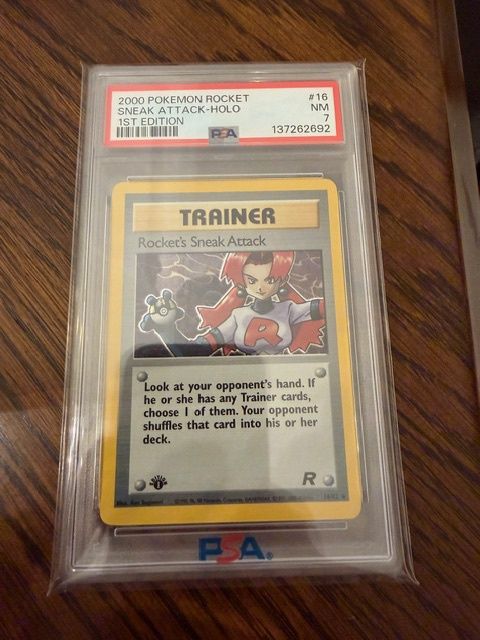 2000 POKEMON ROCKET #16
SNEAK ATTACK-HOLO NM
1ST EDITION 7
PSA 137262692
TRAINER
Rocket's Sneak Attack
R
Look at your opponent's hand. If
he or she has any Trainer cards,
choose 1 of them. Your opponent
shuffles that card into his or her
deck.
1
R
PSA